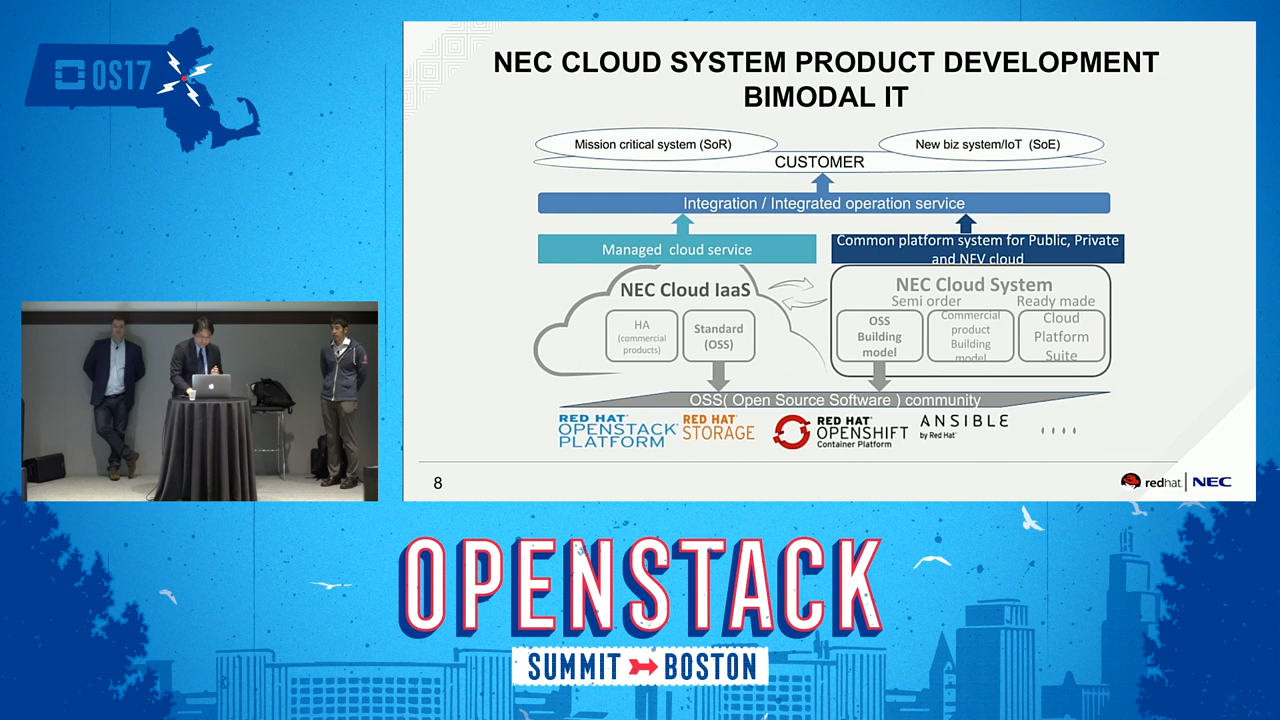 OS17
NEC CLOUD SYSTEM PRODUCT DEVELOPMENT
BIMODAL IT
Mission critical system (SoR)
New biz system/IoT (SoE)
CUSTOMER
Integration / Integrated operation service
Managed cloud service
Common platform system for Public, Private
and NFV cloud
NEC Cloud IaaS
HA
(commercial
products)
Standard
(OSS)
NEC Cloud System
Semi order
Ready made
OSS
Building
model
Commercial
product
Building
model
Cloud
Platform
Suite
OSS( Open Source Software ) community
RED HAT
OPENSTACK
PLATFORM
RED HAT
STORAGE
RED HAT
OPENSHIFT
Container Platform
ANSIBLE
by Red Hat
8
redhat
NEC
OPENSTACK
SUMMIT BOSTON